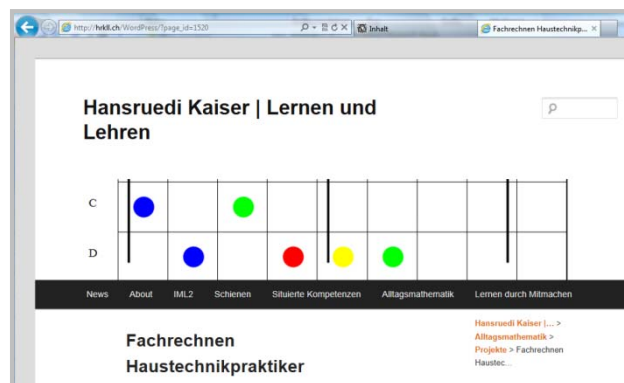 http://hrkll.ch/WordPress/?page_id=1520
Inhalt
Fachrechnen Haustechnikp...
Hansruedi Kaiser | Lernen und
Lehren
C
D
News About IML2 Schienen Situierte Kompetenzen Alltagsmathematik Lernen durch Mitmachen
Fachrechnen
Haustechnikpraktiker
Hansruedi Kaiser |... >
Alltagsmathematik >
Projekte > Fachrechnen
Haustec...